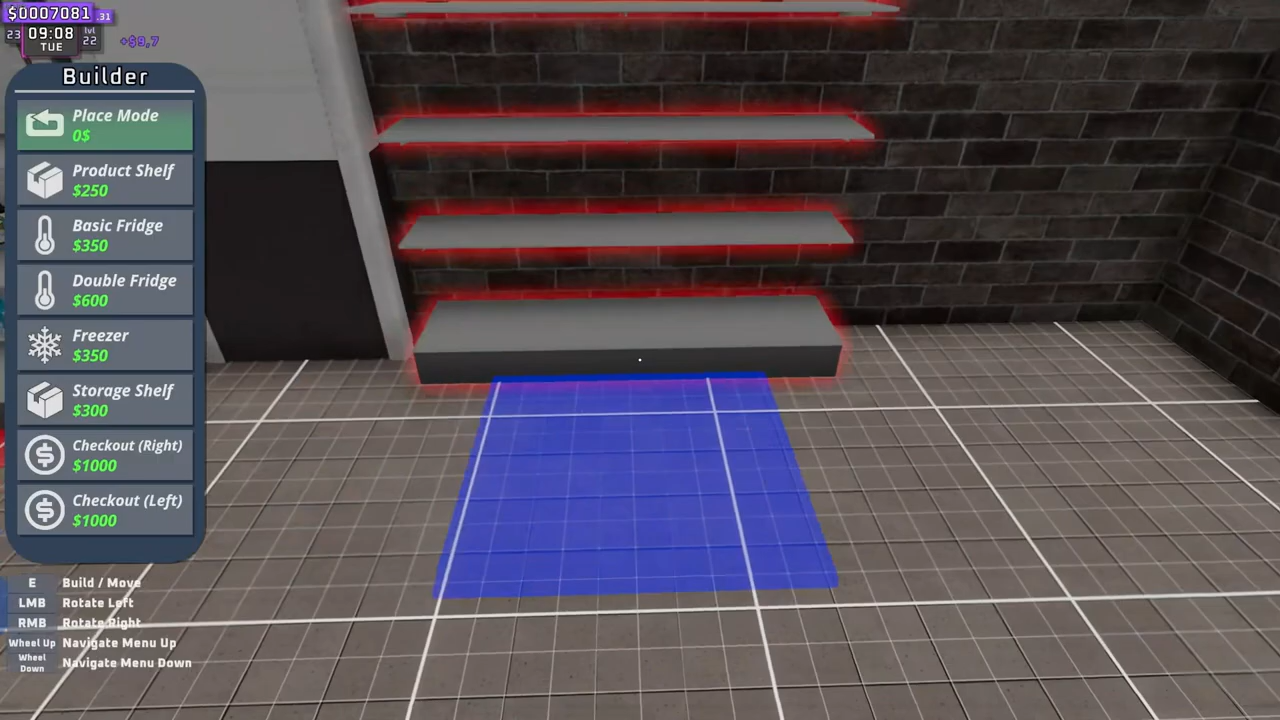 $0007081
.31
23
09:08
TUE
lvl
22
+$9,7
Builder
Place Mode
0$
Product Shelf
$250
Basic Fridge
$350
Double Fridge
$600
Freezer
$350
Storage Shelf
$300
Checkout (Right)
$1000
Checkout (Left)
$1000
E Build / Move
LMB Rotate Left
RMB Rotate Right
Wheel Up Navigate Menu Up
Wheel Down Navigate Menu Down